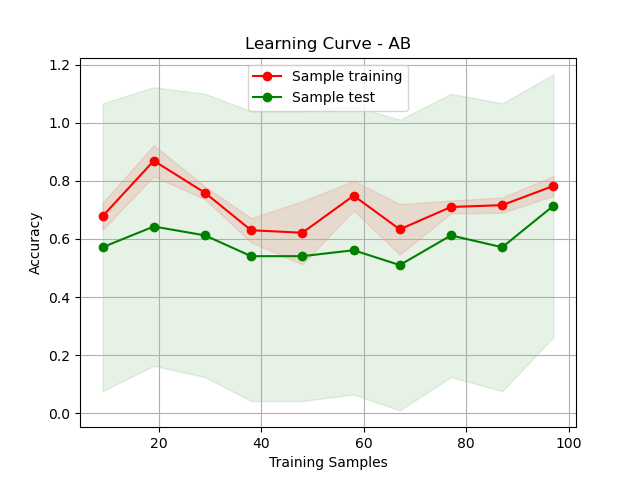 Learning Curve - AB
Sample training
Sample test
Accuracy
1.2
1.0
0.8
0.6
0.4
0.2
0.0
20 40 60 80 100
Training Samples